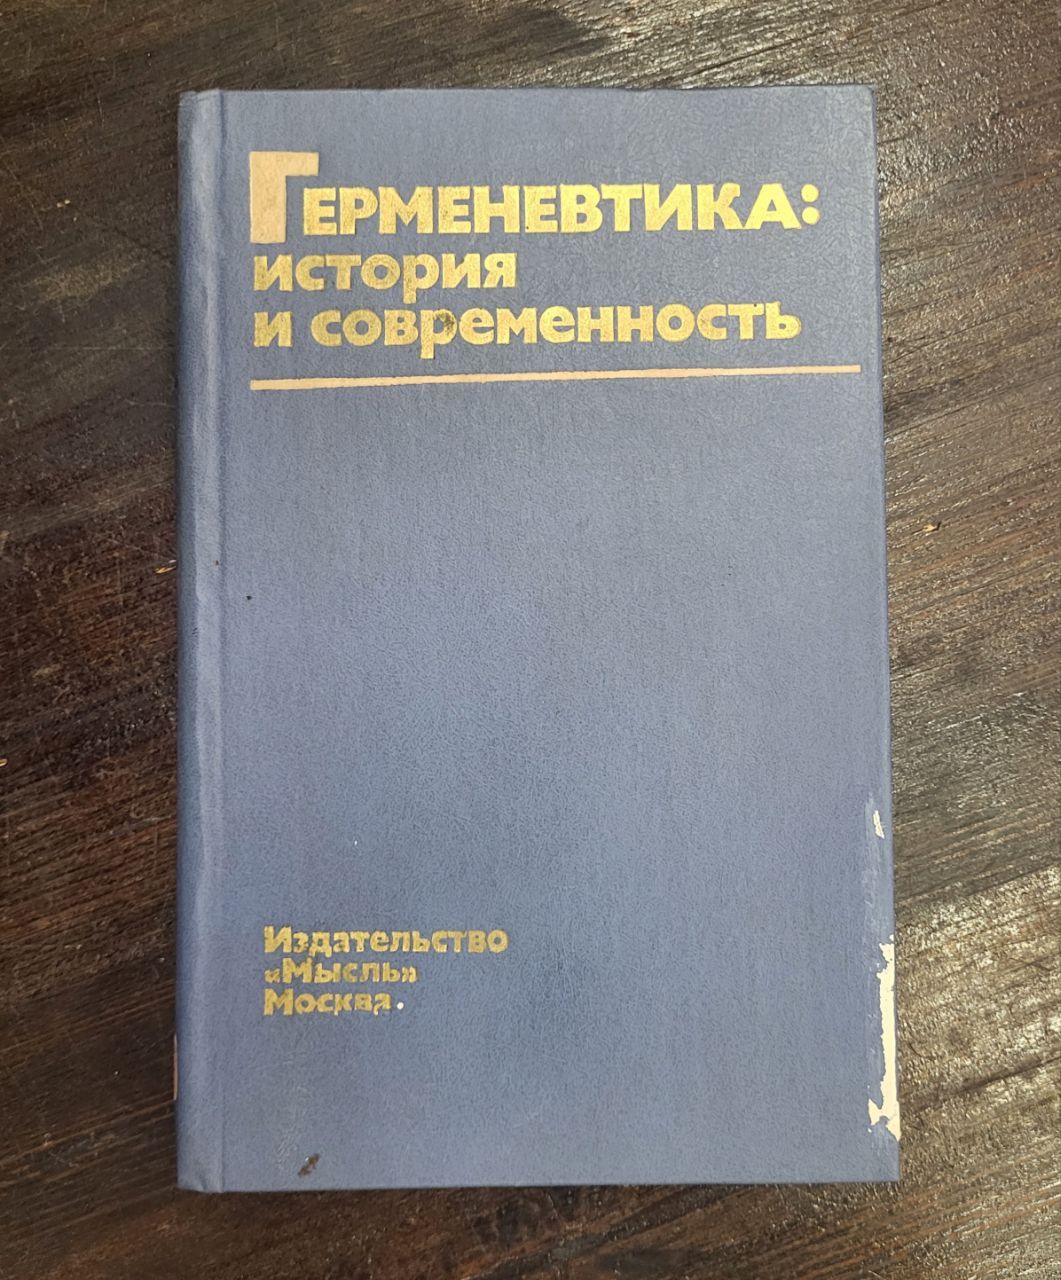 Герменевтика:
история
и современность
Издательство
«Мысль»
Москва